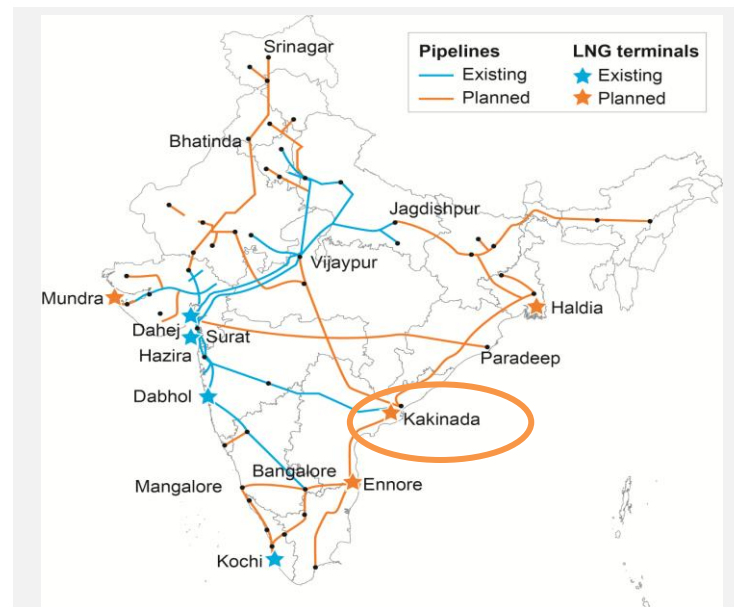 Srinagar
Pipelines
LNG terminals
Existing
Existing
Planned
Planned
Bhatinda
Jagdishpur
Vijaypur
Mundra
Haldia
Dahej
Surat
Hazira
Paradeep
Dabhol
Kakinada
Bangalore
Mangalore
Ennore
Kochi